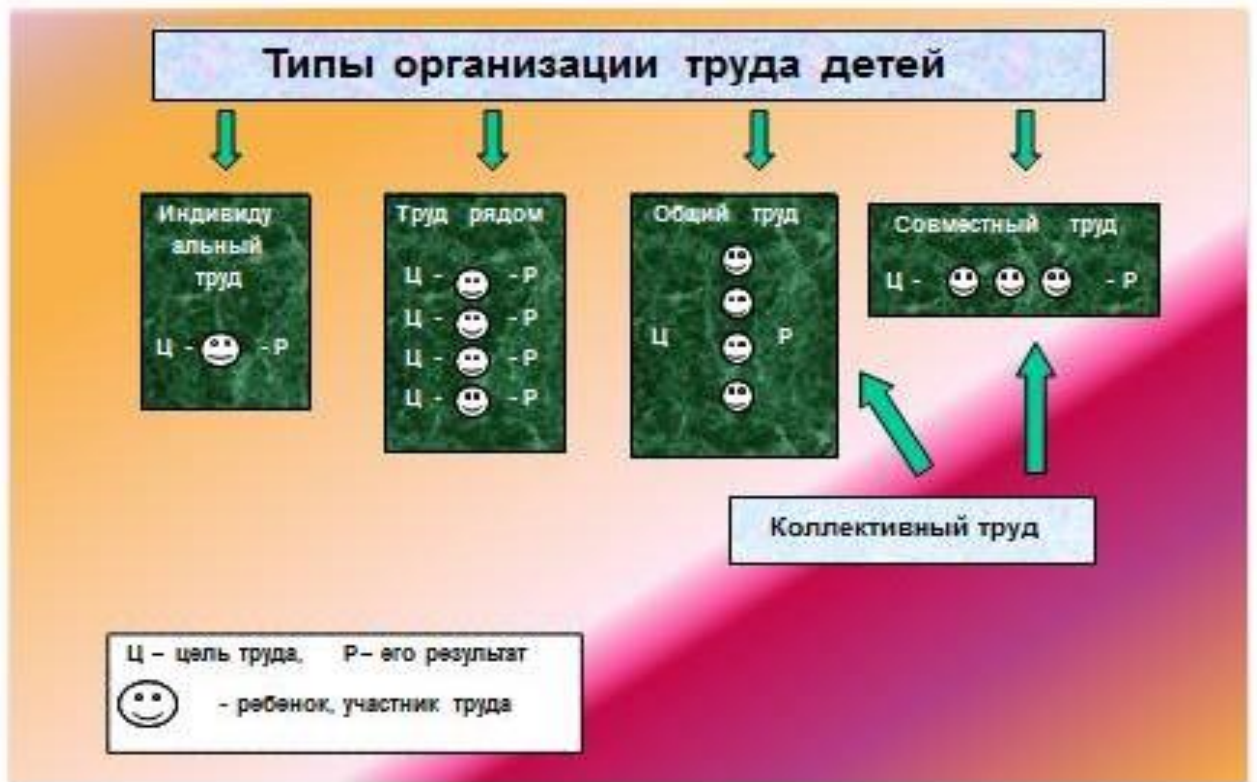 Типы организации труда детей
Индивиду
альный
труд
Ц - - Р
Труд рядом
Ц - - Р
Ц - - Р
Ц - - Р
Ц - - Р
Общий труд
Ц Р
Совместный труд
Ц - - Р
Коллективный труд
Ц – цель труда, Р– его результат
- ребенок, участник труда